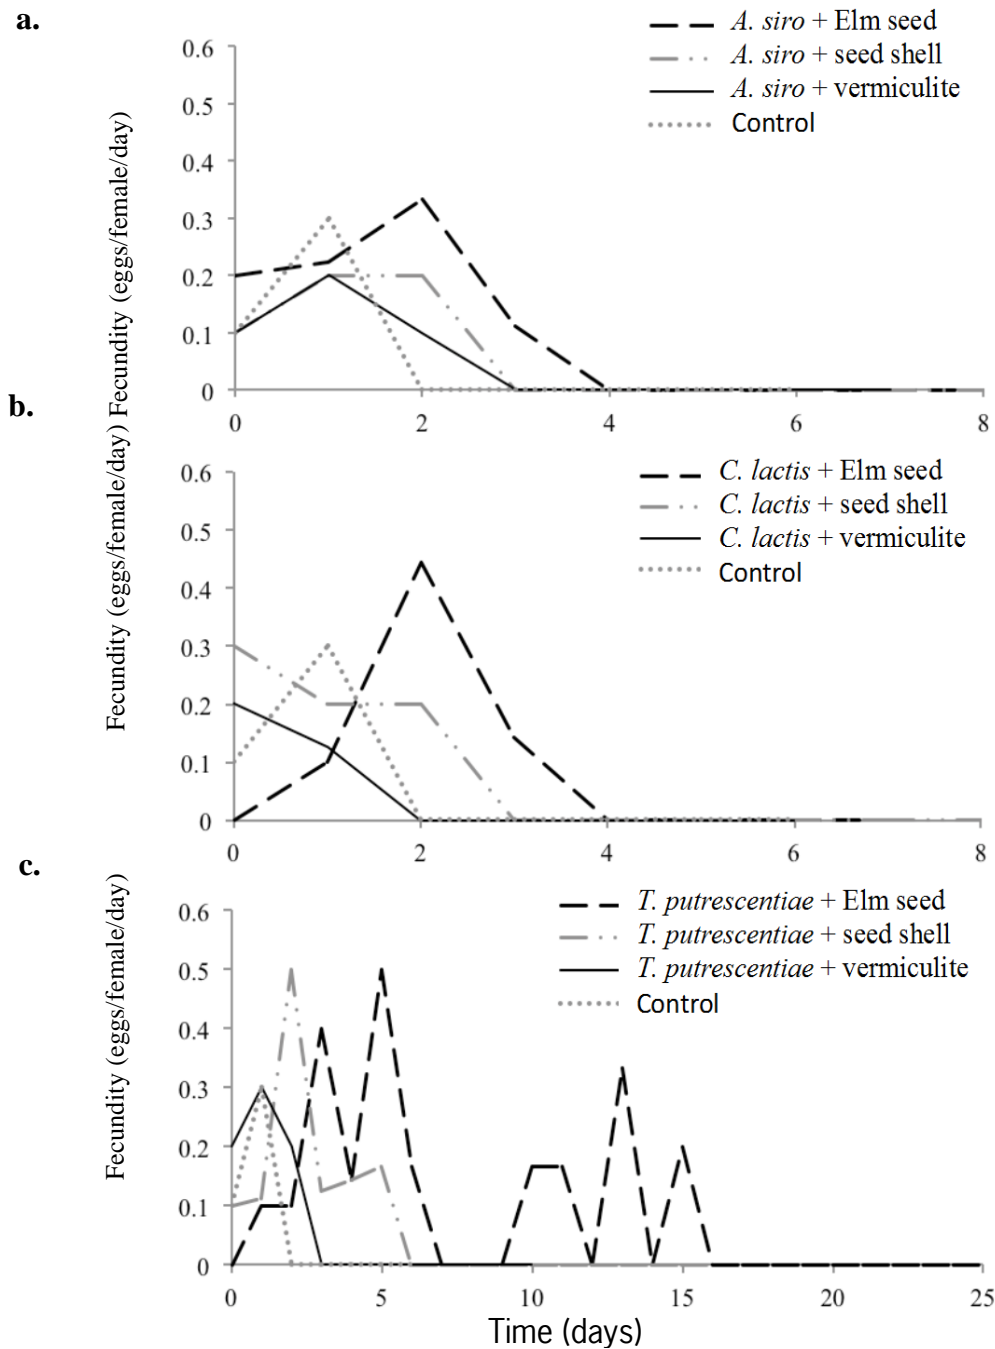 a.
A. siro + Elm seed
A. siro + seed shell
A. siro + vermiculite
Control
Fecundity (eggs/female/day)
0.6
0.5
0.4
0.3
0.2
0.1
0
0 2 4 6 8
b.
C. lactis + Elm seed
C. lactis + seed shell
C. lactis + vermiculite
Control
Fecundity (eggs/female/day)
0.6
0.5
0.4
0.3
0.2
0.1
0
0 2 4 6 8
c.
T. putrescentiae + Elm seed
T. putrescentiae + seed shell
T. putrescentiae + vermiculite
Control
Fecundity (eggs/female/day)
0.6
0.5
0.4
0.3
0.2
0.1
0
0 5 10 15 20 25
Time (days)